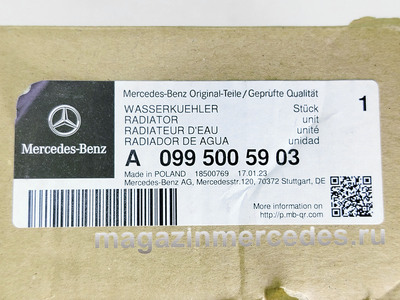 Mercedes-Benz Original-Teile/Geprüfte Qualität
WASSERKUEHLER Stück 1
RADIATOR unit
RADIATEUR D'EAU unité
RADIADOR DE AGUA unidad
Mercedes-Benz
A 099 500 59 03
Made in POLAND 18500769 17.01.23
Mercedes-Benz AG, Mercedesstr.120, 70372 Stuttgart, DE
More information on
http://p.mb-qr.com
magazinmercedes.ru